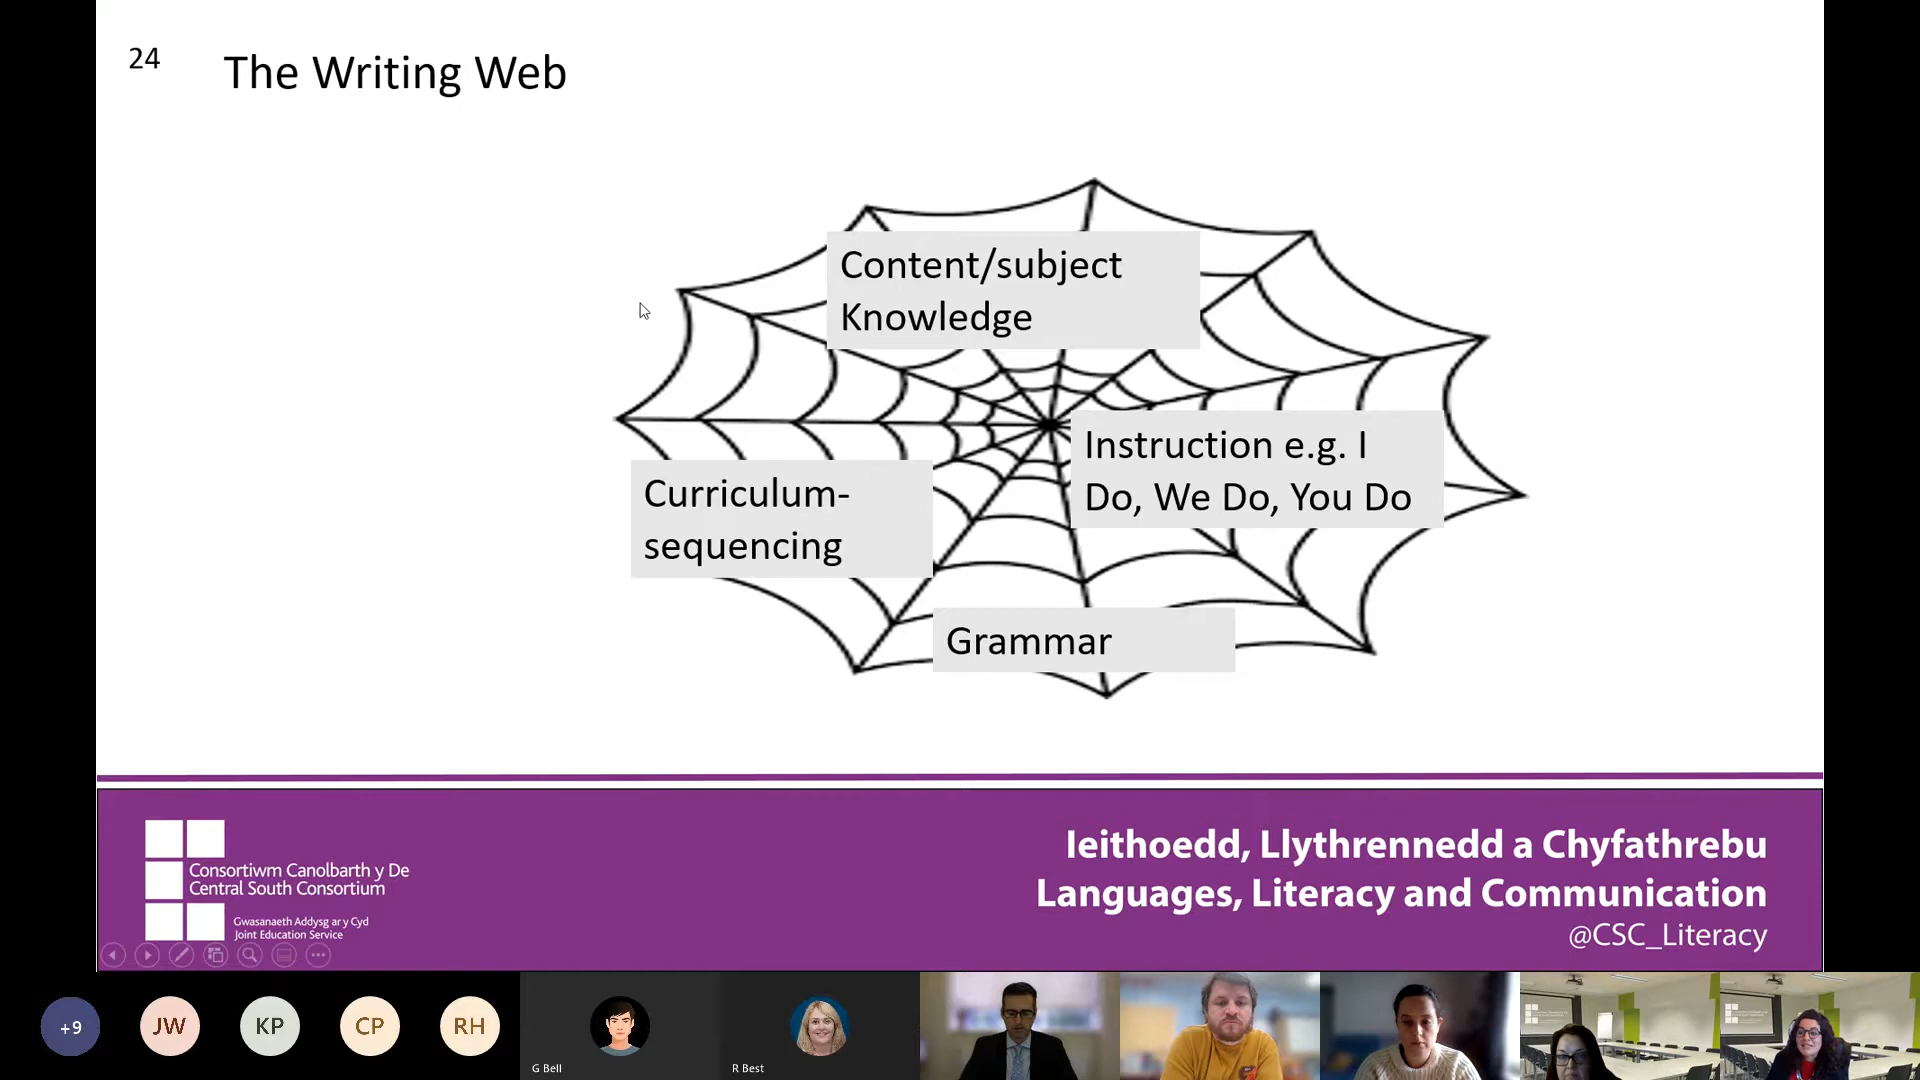 24
The Writing Web
Content/subject
Knowledge
Instruction e.g. I
Do, We Do, You Do
Curriculum-
sequencing
Grammar
Consortiwm Canolbarth y De
Central South Consortium
Gwasanaeth Addysg ar y Cyd
Joint Education Service
Ieithoedd, Llythrennedd a Chyfathrebu
Languages, Literacy and Communication
@CSC_Literacy
+9
JW
KP
CP
RH
G Bell
R Best